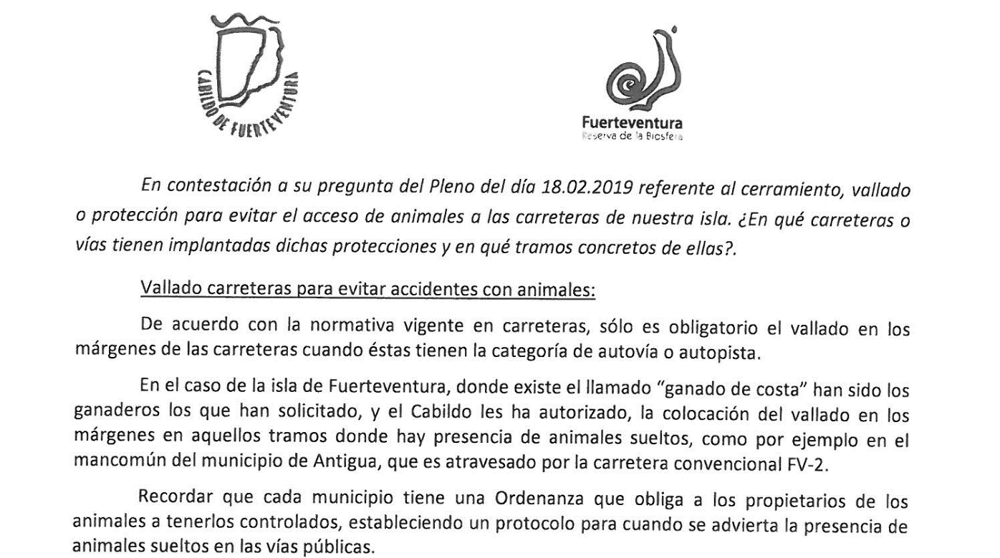 CABILDO DE FUERTEVENTURA
Fuerteventura
Reserva de la Biosfera
En contestación a su pregunta del Pleno del día 18.02.2019 referente al cerramiento, vallado
o protección para evitar el acceso de animales a las carreteras de nuestra isla. ¿En qué carreteras o
vías tienen implantadas dichas protecciones y en qué tramos concretos de ellas?.
Vallado carreteras para evitar accidentes con animales:
De acuerdo con la normativa vigente en carreteras, sólo es obligatorio el vallado en los
márgenes de las carreteras cuando éstas tienen la categoría de autovía o autopista.
En el caso de la isla de Fuerteventura, donde existe el llamado “ganado de costa” han sido los
ganaderos los que han solicitado, y el Cabildo les ha autorizado, la colocación del vallado en los
márgenes en aquellos tramos donde hay presencia de animales sueltos, como por ejemplo en el
mancomún del municipio de Antigua, que es atravesado por la carretera convencional FV-2.
Recordar que cada municipio tiene una Ordenanza que obliga a los propietarios de los
animales a tenerlos controlados, estableciendo un protocolo para cuando se advierta la presencia de
animales sueltos en las vías públicas.